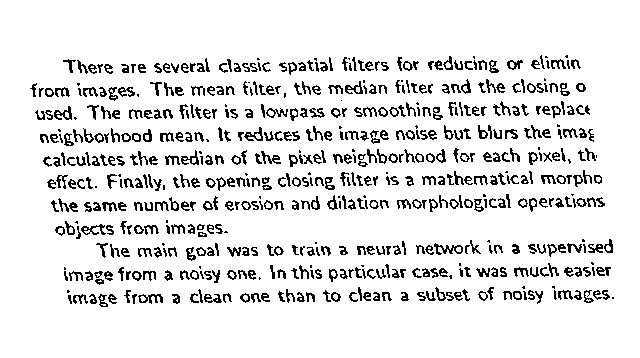 There are several classic spatial filters for reducing or elimin
from images. The mean filter, the median filter and the closing o
used. The mean filter is a lowpass or smoothing filter that replace
neighborhood mean. It reduces the image noise but blurs the imag
calculates the median of the pixel neighborhood for each pixel, th
effect. Finally, the opening closing filter is a mathematical morpho
the same number of erosion and dilation morphological operations
objects from images.
The main goal was to train a neural network in a supervised
image from a noisy one. In this particular case, it was much easier
image from a clean one than to clean a subset of noisy images.